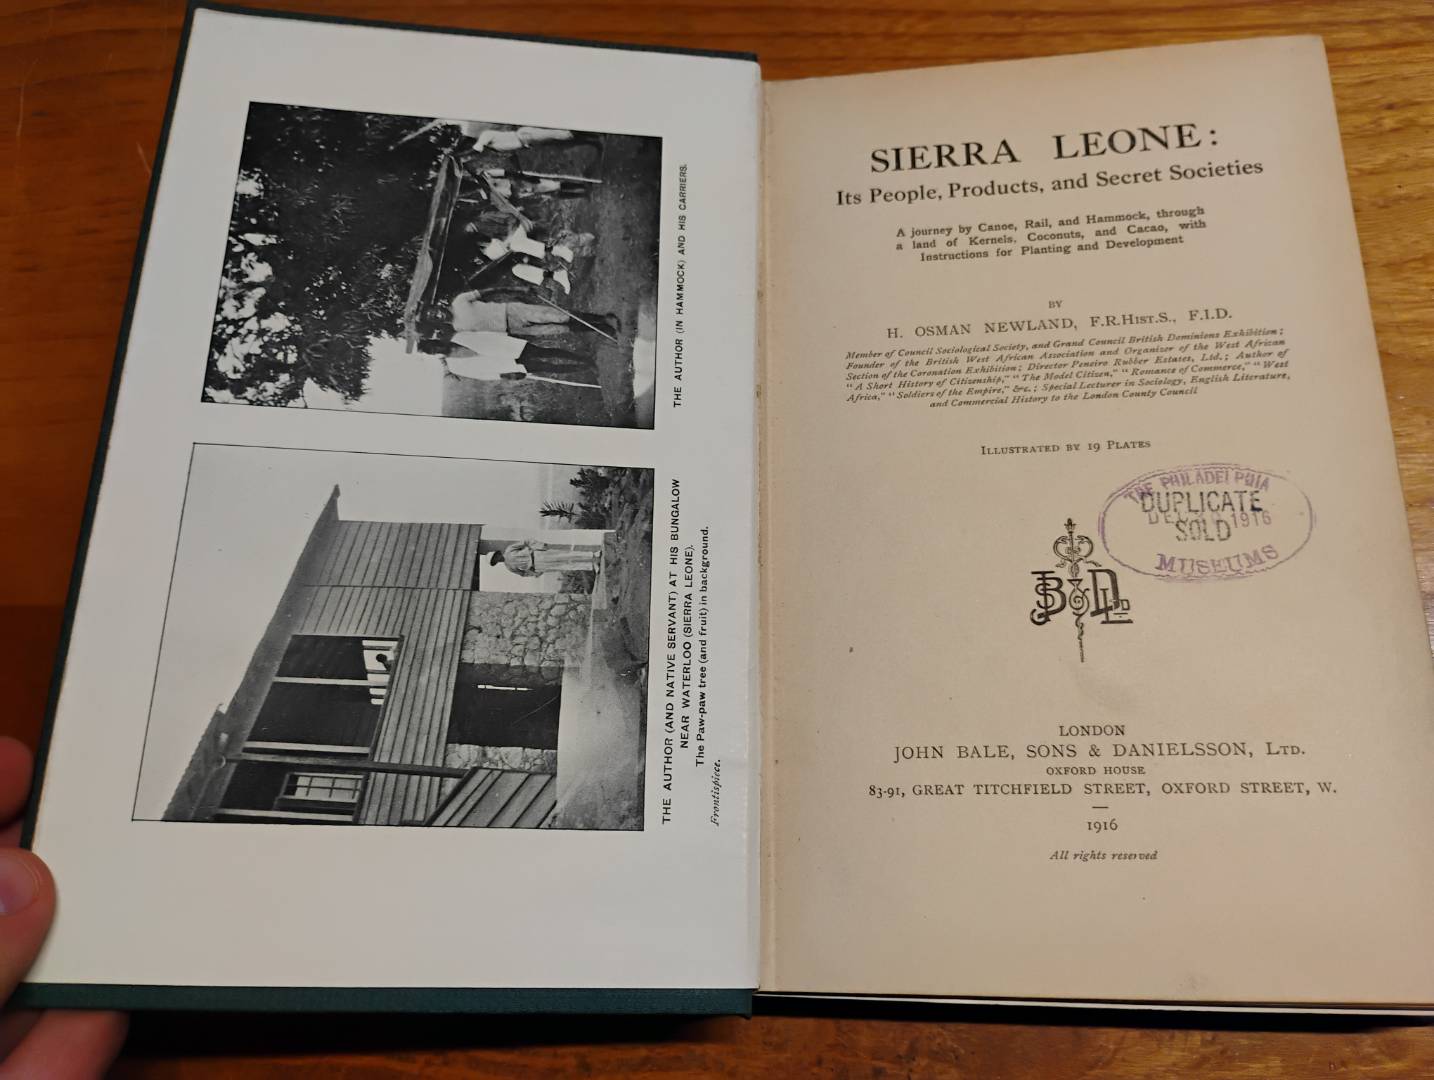 THE AUTHOR (IN HAMMOCK) AND HIS CARRIERS.
THE AUTHOR (AND NATIVE SERVANT) AT HIS BUNGALOW
NEAR WATERLOO (SIERRA LEONE).
The Paw-paw tree (and fruit) in background.
Frontispiece.
SIERRA LEONE:
Its People, Products, and Secret Societies
A journey by Canoe, Rail, and Hammock, through
a land of Kernels, Coconuts, and Cacao, with
Instructions for Planting and Development
BY
H. OSMAN NEWLAND, F.R.HIST.S., F.I.D.
Member of Council Sociological Society, and Grand Council British Dominions Exhibition;
Founder of the British West African Association and Organizer of the West African
Section of the Coronation Exhibition; Director Peneiro Rubber Estates, Ltd.; Author of
"A Short History of Citizenship," "The Model Citizen," "Romance of Commerce," "West
Africa," "Soldiers of the Empire," &c.; Special Lecturer in Sociology, English Literature,
and Commercial History to the London County Council
ILLUSTRATED BY 19 PLATES
THE PHILADELPHIA
DUPLICATE
1916
SOLD
MUSEUMS
JBS&D LTD
LONDON
JOHN BALE, SONS & DANIELSSON, LTD.
OXFORD HOUSE
83-91, GREAT TITCHFIELD STREET, OXFORD STREET, W.
1916
All rights reserved